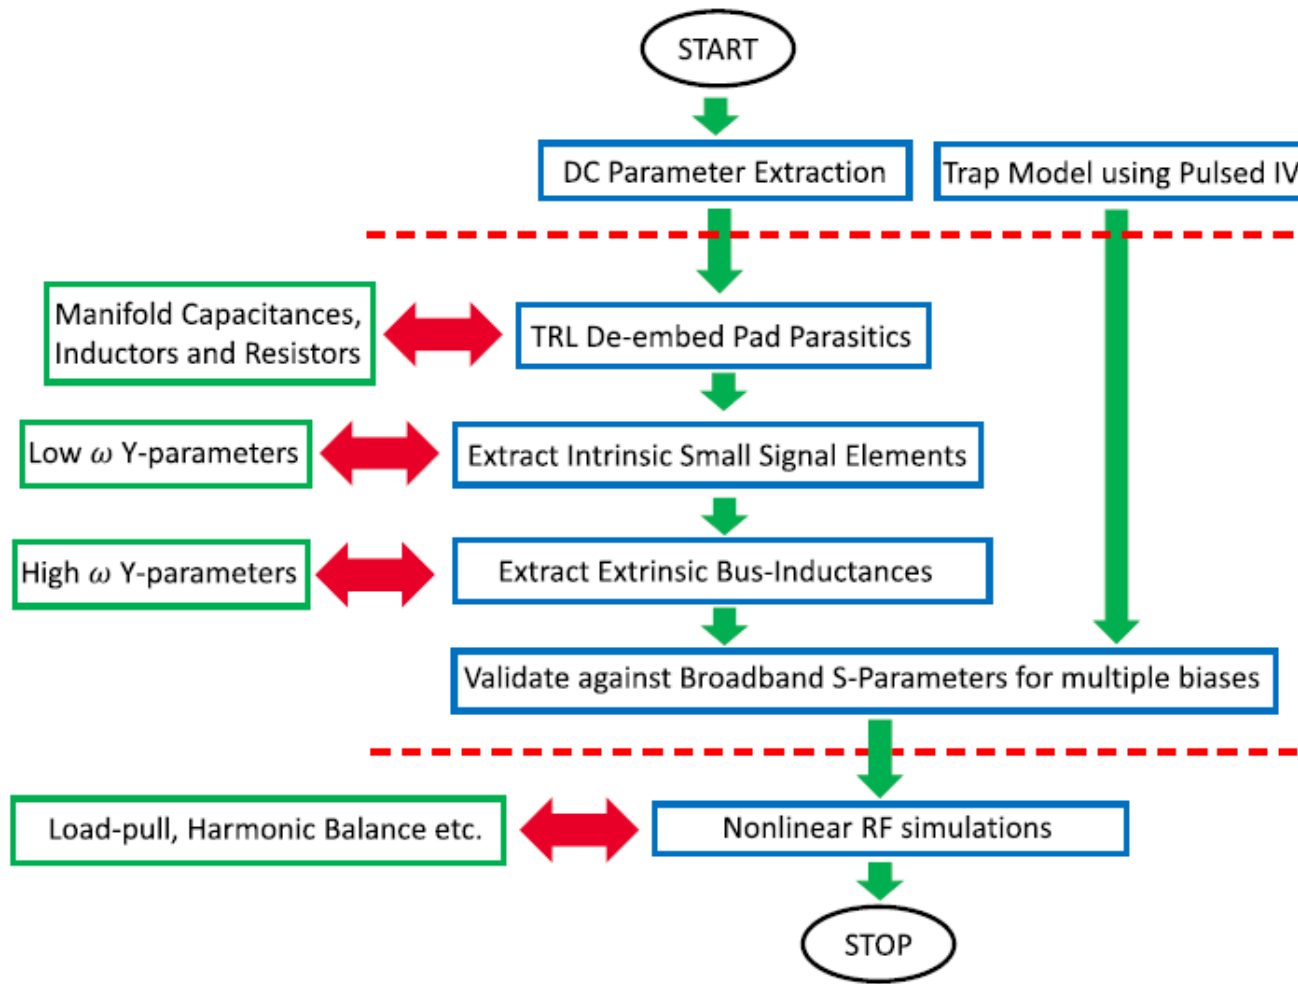 START
DC Parameter Extraction
Trap Model using Pulsed IV
Manifold Capacitances,
Inductors and Resistors
TRL De-embed Pad Parasitics
Low ω Y-parameters
Extract Intrinsic Small Signal Elements
High ω Y-parameters
Extract Extrinsic Bus-Inductances
Validate against Broadband S-Parameters for multiple biases
Load-pull, Harmonic Balance etc.
Nonlinear RF simulations
STOP